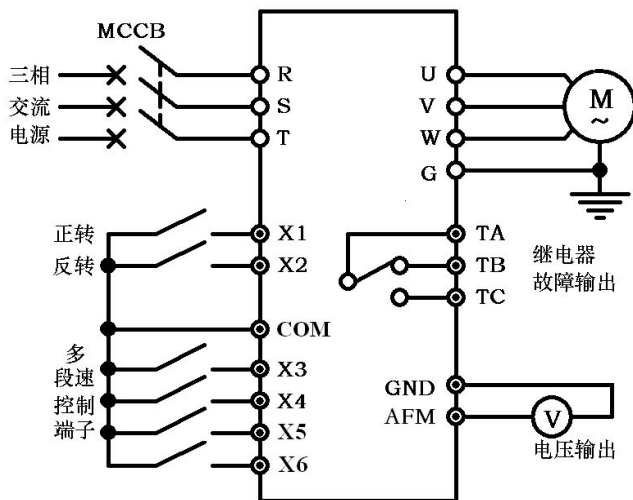 MCCB
三相
交流
电源
R
S
T
U
V
W
G
M
~
正转
反转
X1
X2
COM
多
段速
控制
端子
X3
X4
X5
X6
TA
TB
TC
继电器
故障输出
GND
AFM
V
电压输出